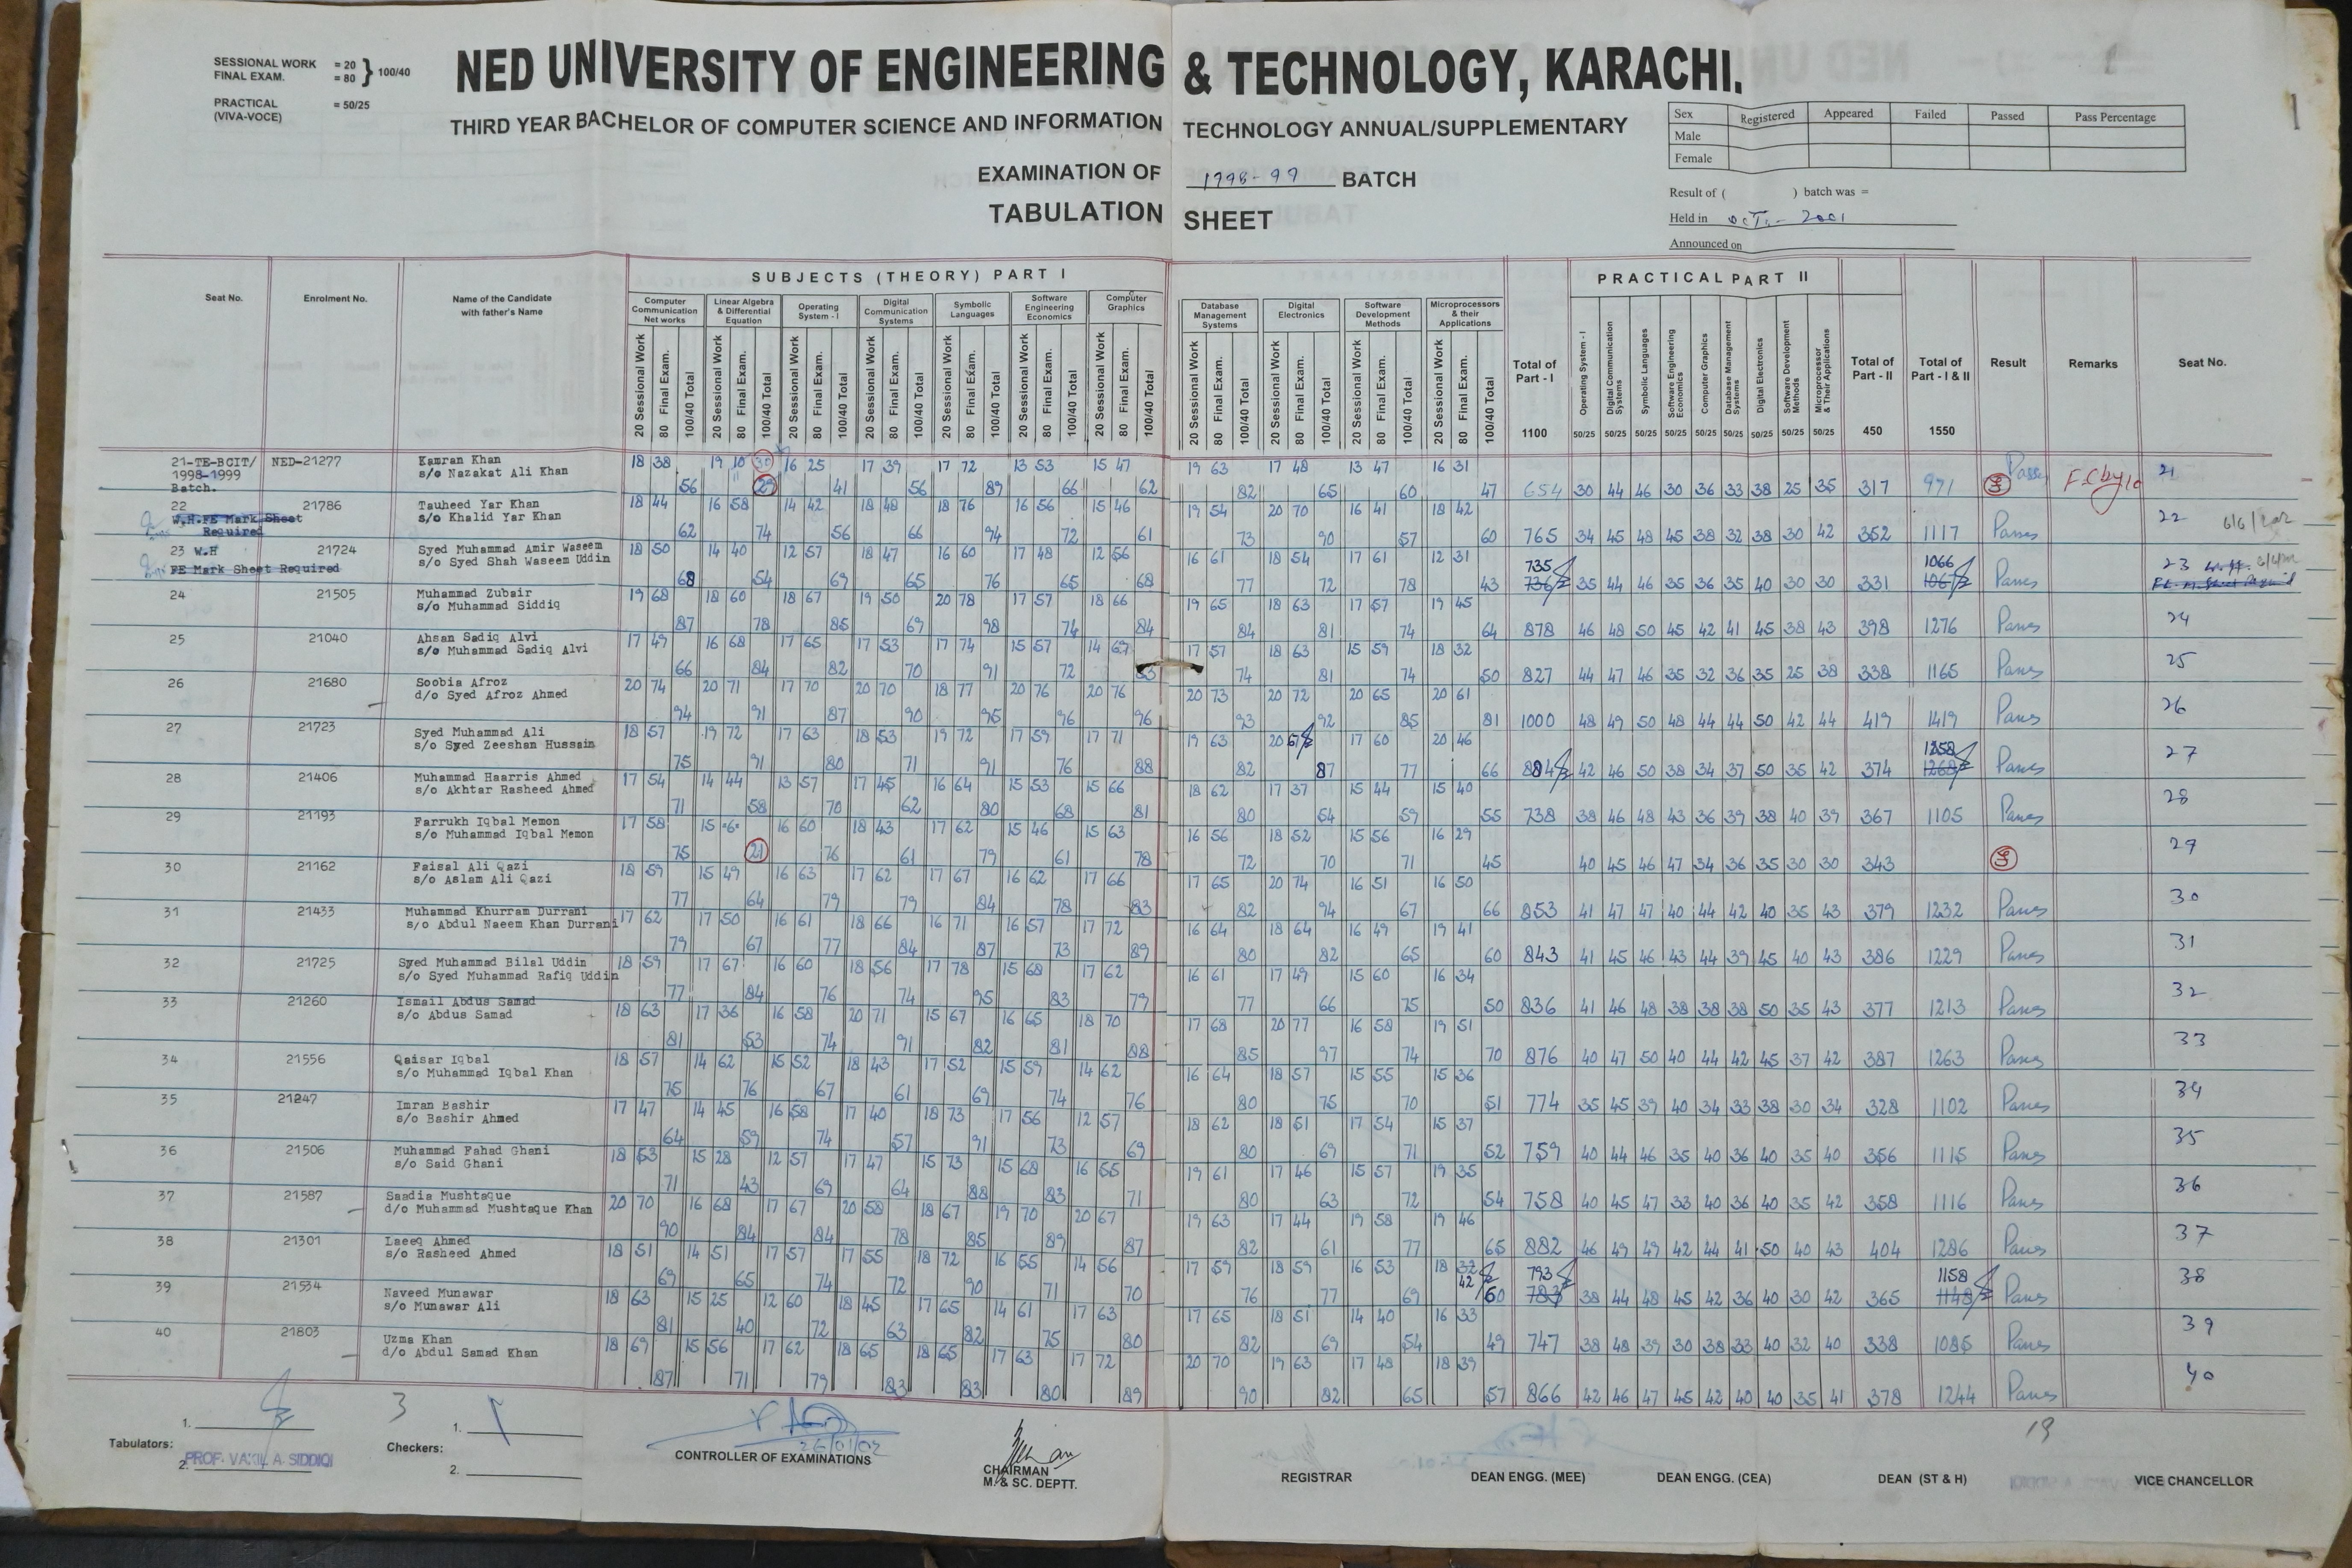 SESSIONAL WORK = 20
FINAL EXAM. = 80 } 100/40
PRACTICAL = 50/25
(VIVA-VOCE)
NED UNIVERSITY OF ENGINEERING & TECHNOLOGY, KARACHI.
THIRD YEAR BACHELOR OF COMPUTER SCIENCE AND INFORMATION TECHNOLOGY ANNUAL/SUPPLEMENTARY
EXAMINATION OF 1998-99 BATCH
TABULATION SHEET
Sex Registered Appeared Failed Passed Pass Percentage
Male
Female
Result of ( ) batch was =
Held in OCT.- 2001
Announced on
SUBJECTS (THEORY) PART I
PRACTICAL PART II
Seat No. Enrolment No. Name of the Candidate with father's Name
Computer Communication Net works
Linear Algebra & Differential Equation
Operating System - I
Digital Communication Systems
Symbolic Languages
Software Engineering Economics
Computer Graphics
Database Management Systems
Digital Electronics
Software Development Methods
Microprocessors & their Applications
20 Sessional Work 80 Final Exam. 100/40 Total
Total of Part - I 1100
Operating System - I 50/25
Digital Communication Systems 50/25
Symbolic Languages 50/25
Software Engineering Economics 50/25
Computer Graphics 50/25
Database Management Systems 50/25
Digital Electronics 50/25
Software Development Methods 50/25
Microprocessor & Their Applications 50/25
Total of Part - II 450
Total of Part - I & II 1550
Result Remarks Seat No.
21-TE-BCIT/ 1998-1999 Batch. NED-21277 Kamran Khan s/o Nazakat Ali Khan
18 38 19 10 16 25 17 39 17 72 13 53 15 47 19 63 17 48 13 47 16 31
56 29 41 56 89 66 62 82 65 60 47 654 30 44 46 30 36 33 38 25 35 317 971 Pass 21
22 W.H.FE Mark Sheet Required 21786 Tauheed Yar Khan s/o Khalid Yar Khan
18 44 16 58 14 42 18 48 18 76 16 56 15 46 19 54 20 70 16 41 18 42
62 74 56 66 94 72 61 73 90 57 60 765 34 45 48 45 38 32 38 30 42 352 1117 Passes 22
23 W.H FE Mark Sheet Required 21724 Syed Muhammad Amir Waseem s/o Syed Shah Waseem Uddin
18 50 14 40 12 57 18 47 16 60 17 48 12 56 16 61 18 54 17 61 12 31
68 54 69 65 76 65 68 77 72 78 43 735 736 35 44 46 35 36 35 40 30 30 331 1066 1067 Passes 23
24 21505 Muhammad Zubair s/o Muhammad Siddiq
19 68 18 60 18 67 19 50 20 78 17 57 18 66 19 65 18 63 17 57 19 45
87 78 85 69 98 74 84 84 81 74 64 878 46 48 50 45 42 41 45 38 43 398 1276 Passes 24
25 21040 Ahsan Sadiq Alvi s/o Muhammad Sadiq Alvi
17 49 16 68 17 65 17 53 17 74 15 57 14 69 17 57 18 63 15 59 18 32
66 84 82 70 91 72 83 74 81 74 50 827 44 47 46 35 32 36 35 25 38 338 1165 Passes 25
26 21680 Soobia Afroz d/o Syed Afroz Ahmed
20 74 20 71 17 70 20 70 18 77 20 76 20 76 20 73 20 72 20 65 20 61
94 91 87 90 95 96 96 93 92 85 81 1000 48 49 50 48 44 44 50 42 44 419 1419 Passes 26
27 21723 Syed Muhammad Ali s/o Syed Zeeshan Hussain
18 57 19 72 17 63 18 53 19 72 17 59 17 71 19 63 20 67 17 60 20 46
75 91 80 71 91 76 88 82 87 77 66 884 42 46 50 38 34 37 50 35 42 374 1258 1268 Passes 27
28 21406 Muhammad Haarris Ahmed s/o Akhtar Rasheed Ahmed
17 54 14 44 13 57 17 45 16 64 15 53 15 66 18 62 17 37 15 44 15 40
71 58 70 62 80 68 81 80 54 59 55 738 38 46 48 43 36 39 38 40 39 367 1105 Passes 28
29 21193 Farrukh Iqbal Memon s/o Muhammad Iqbal Memon
17 58 15 6 16 60 18 43 17 62 15 46 15 63 16 56 18 52 15 56 16 29
75 21 76 61 79 61 78 72 70 71 45 40 45 46 47 34 36 35 30 30 343 29
30 21162 Faisal Ali Qazi s/o Aslam Ali Qazi
18 59 15 49 16 63 17 62 17 67 16 62 17 66 17 65 20 74 16 51 16 50
77 64 79 79 84 78 83 82 94 67 66 853 41 47 47 40 44 42 40 35 43 379 1232 Passes 30
31 21433 Muhammad Khurram Durrani s/o Abdul Naeem Khan Durrani
17 62 17 50 16 61 18 66 16 71 16 57 17 72 16 64 18 64 16 49 19 41
79 67 77 84 87 73 89 80 82 65 60 843 41 45 46 43 44 39 45 40 43 386 1229 Passes 31
32 21725 Syed Muhammad Bilal Uddin s/o Syed Muhammad Rafiq Uddin
18 59 17 67 16 60 18 56 17 78 15 68 17 62 16 61 17 49 15 60 16 34
77 84 76 74 95 83 79 77 66 75 50 836 41 46 48 38 38 38 50 35 43 377 1213 Passes 32
33 21260 Ismail Abdus Samad s/o Abdus Samad
18 63 17 36 16 58 20 71 15 67 16 65 18 70 17 68 20 77 16 58 19 51
81 53 74 91 82 81 88 85 97 74 70 876 40 47 50 40 44 42 45 37 42 387 1263 Passes 33
34 21556 Qaisar Iqbal s/o Muhammad Iqbal Khan
18 57 14 62 15 52 18 43 17 52 15 59 14 62 16 64 18 57 15 55 15 36
75 76 67 61 69 74 76 80 75 70 51 774 35 45 39 40 34 33 38 30 34 328 1102 Passes 34
35 21247 Imran Bashir s/o Bashir Ahmed
17 47 14 45 16 58 17 40 18 73 17 56 12 57 18 62 18 51 17 54 15 37
64 59 74 57 91 73 69 80 69 71 52 759 40 44 46 35 40 36 40 35 40 356 1115 Passes 35
36 21506 Muhammad Fahad Ghani s/o Said Ghani
18 53 15 28 12 57 17 47 15 73 15 68 16 55 19 61 17 46 15 57 19 35
71 43 69 64 88 83 71 80 63 72 54 758 40 45 47 33 40 36 40 35 42 358 1116 Passes 36
37 21587 Saadia Mushtaque d/o Muhammad Mushtaque Khan
20 70 16 68 17 67 20 58 18 67 19 70 20 67 19 63 17 44 19 58 19 46
90 84 84 78 85 89 87 82 61 77 65 882 46 49 49 42 44 41 50 40 43 404 1286 Passes 37
38 21301 Laeeq Ahmed s/o Rasheed Ahmed
18 51 14 51 17 57 17 55 18 72 16 55 14 56 17 59 18 59 16 53 18 32 42
69 65 74 72 90 71 70 76 77 69 60 793 783 38 44 48 45 42 36 40 30 42 365 1158 1148 Passes 38
39 21534 Naveed Munawar s/o Munawar Ali
18 63 15 25 12 60 18 45 17 65 14 61 17 63 17 65 18 51 14 40 16 33
81 40 72 63 82 75 80 82 69 54 49 747 38 48 39 30 38 33 40 32 40 338 1085 Passes 39
40 21803 Uzma Khan d/o Abdul Samad Khan
18 69 15 56 17 62 18 65 18 65 17 63 17 72 20 70 19 63 17 48 18 39
87 71 79 83 83 80 89 90 82 65 57 866 42 46 47 45 42 40 40 35 41 378 1244 Passes 40
3
19
Tabulators: 1. 2. PROF. VAKIL A. SIDDIQI
Checkers: 1. 2.
26/01/02
CONTROLLER OF EXAMINATIONS
CHAIRMAN M. & SC. DEPTT.
REGISTRAR
DEAN ENGG. (MEE)
DEAN ENGG. (CEA)
DEAN (ST & H)
VICE CHANCELLOR